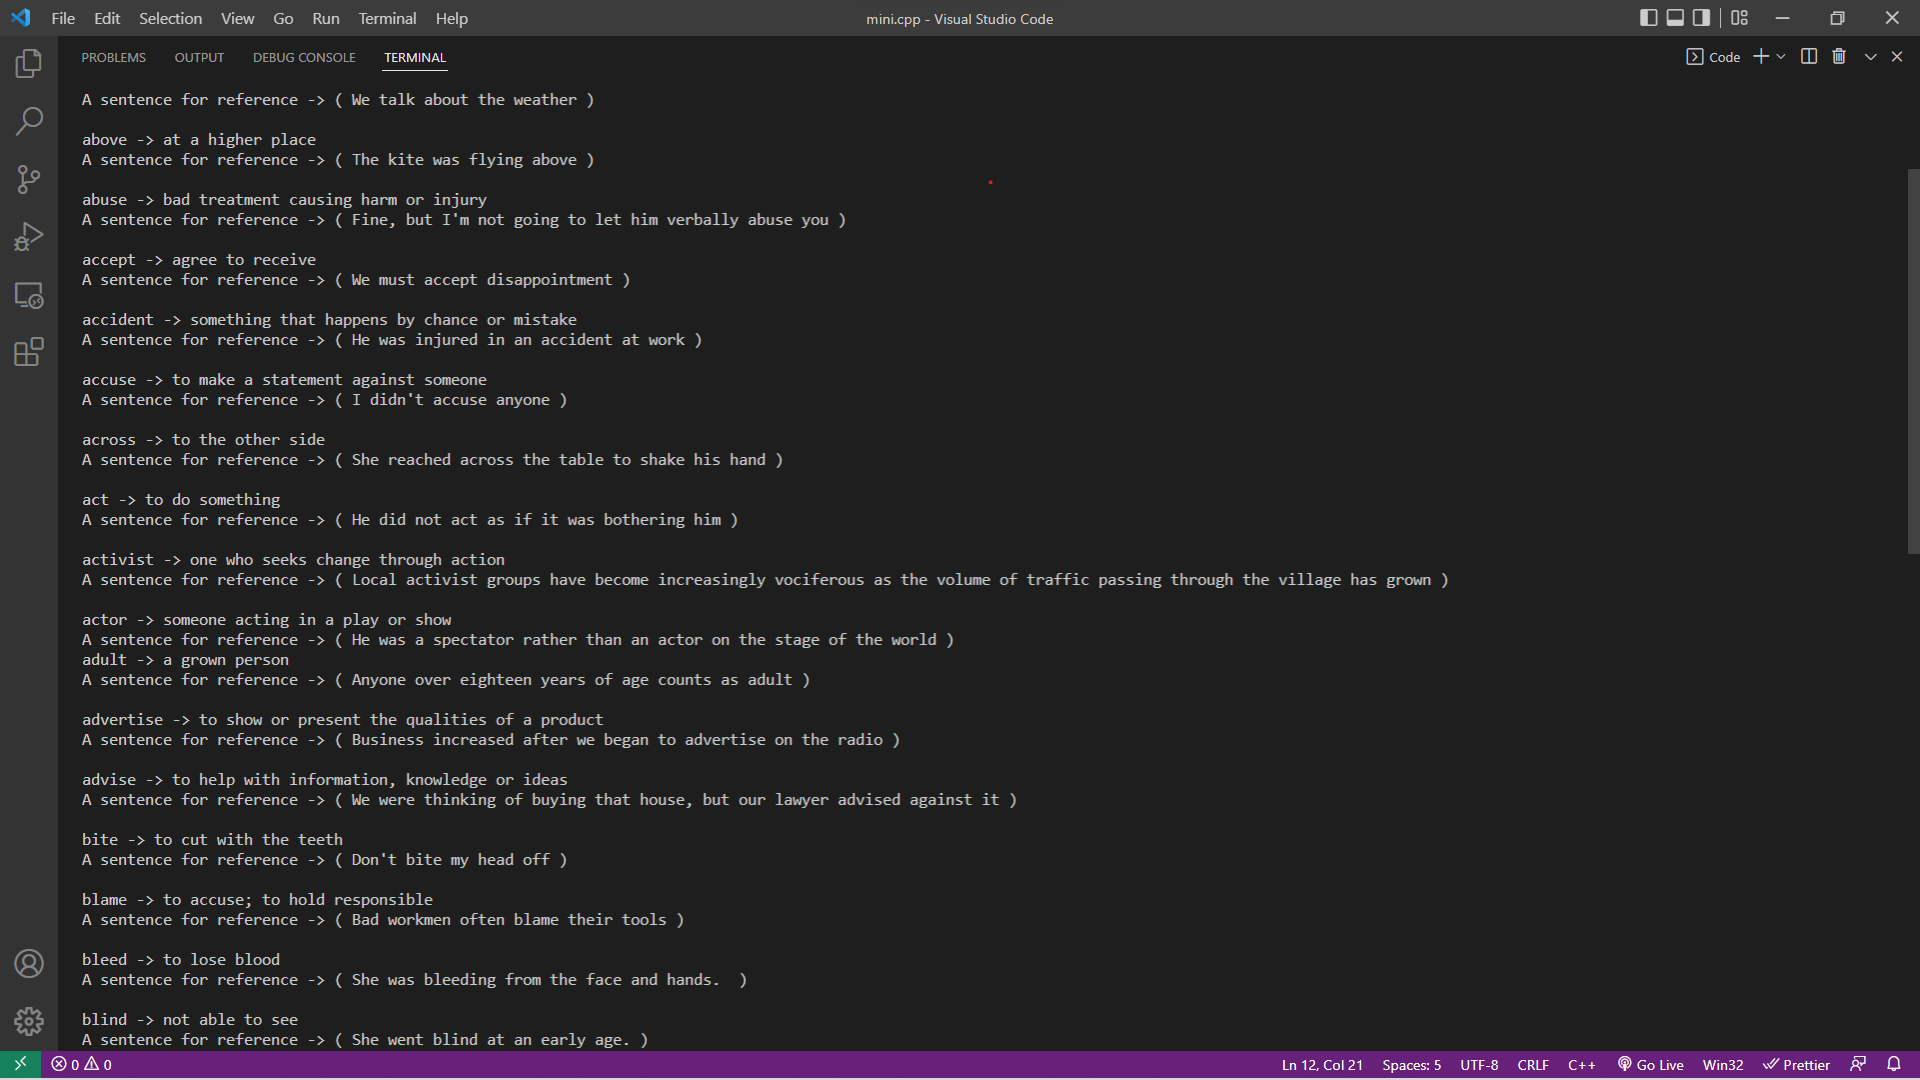 File Edit Selection View Go Run Terminal Help
mini.cpp - Visual Studio Code
PROBLEMS OUTPUT DEBUG CONSOLE TERMINAL
Code
A sentence for reference -> ( We talk about the weather )
above -> at a higher place
A sentence for reference -> ( The kite was flying above )
abuse -> bad treatment causing harm or injury
A sentence for reference -> ( Fine, but I'm not going to let him verbally abuse you )
accept -> agree to receive
A sentence for reference -> ( We must accept disappointment )
accident -> something that happens by chance or mistake
A sentence for reference -> ( He was injured in an accident at work )
accuse -> to make a statement against someone
A sentence for reference -> ( I didn't accuse anyone )
across -> to the other side
A sentence for reference -> ( She reached across the table to shake his hand )
act -> to do something
A sentence for reference -> ( He did not act as if it was bothering him )
activist -> one who seeks change through action
A sentence for reference -> ( Local activist groups have become increasingly vociferous as the volume of traffic passing through the village has grown )
actor -> someone acting in a play or show
A sentence for reference -> ( He was a spectator rather than an actor on the stage of the world )
adult -> a grown person
A sentence for reference -> ( Anyone over eighteen years of age counts as adult )
advertise -> to show or present the qualities of a product
A sentence for reference -> ( Business increased after we began to advertise on the radio )
advise -> to help with information, knowledge or ideas
A sentence for reference -> ( We were thinking of buying that house, but our lawyer advised against it )
bite -> to cut with the teeth
A sentence for reference -> ( Don't bite my head off )
blame -> to accuse; to hold responsible
A sentence for reference -> ( Bad workmen often blame their tools )
bleed -> to lose blood
A sentence for reference -> ( She was bleeding from the face and hands.  )
blind -> not able to see
A sentence for reference -> ( She went blind at an early age. )
0 0 Ln 12, Col 21 Spaces: 5 UTF-8 CRLF C++ Go Live Win32 Prettier